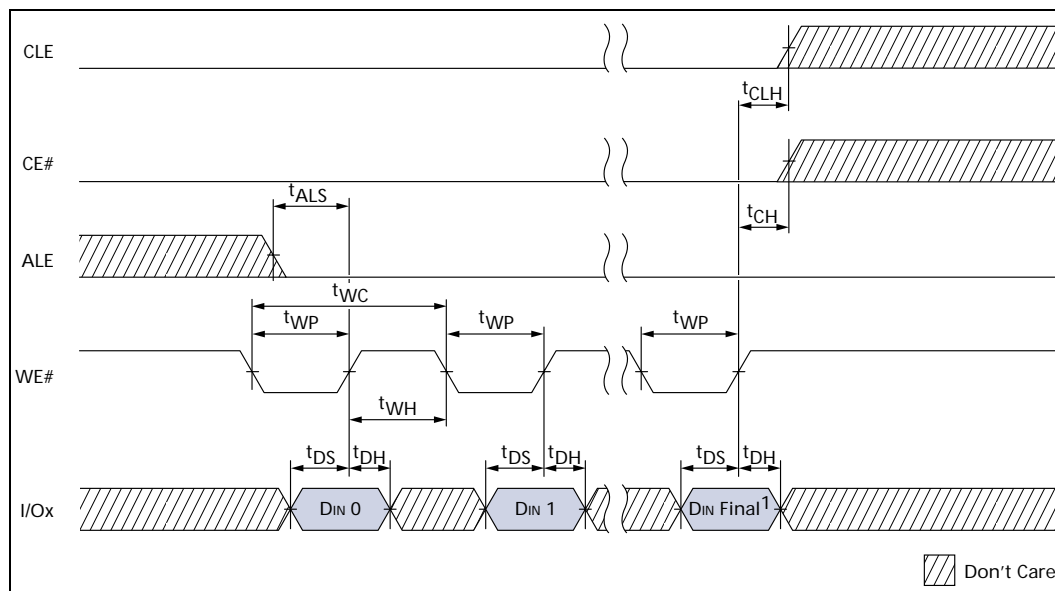 CLE
tCLH
CE#
tALS
tCH
ALE
tWC
tWP tWP tWP
WE#
tWH
tDS tDH tDS tDH tDS tDH
I/Ox DIN 0 DIN 1 DIN Final1
Don't Care